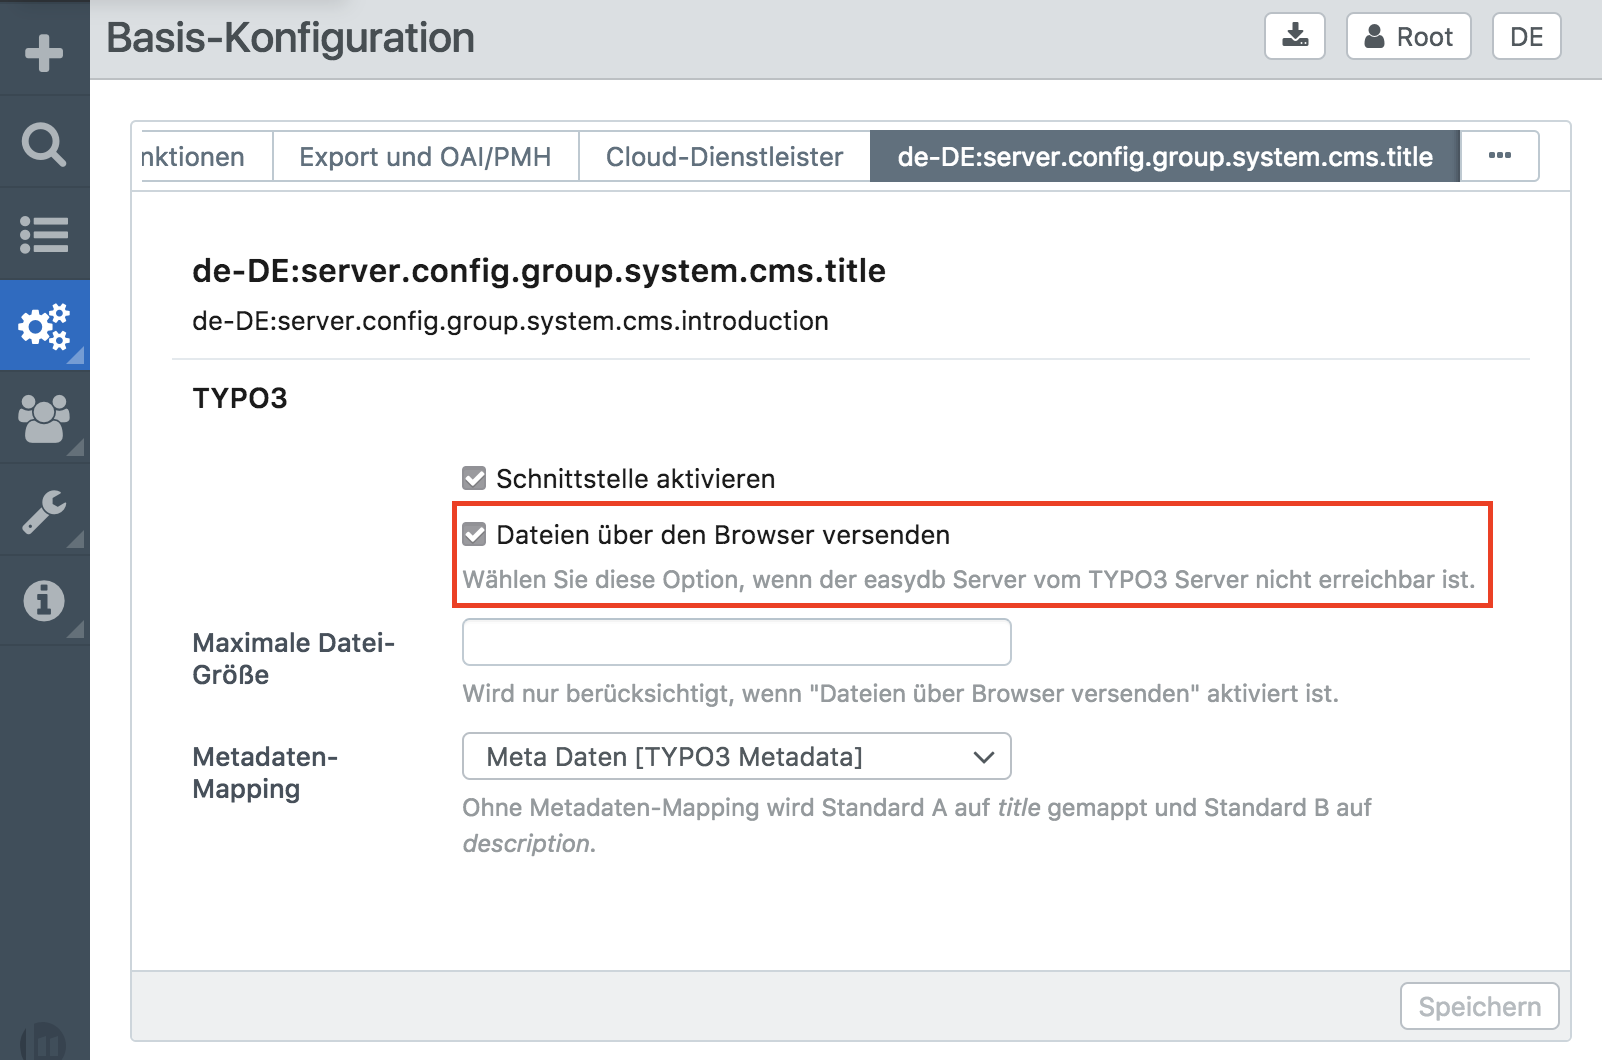 Basis-Konfiguration
Root
DE
nktionen
Export und OAI/PMH
Cloud-Dienstleister
de-DE:server.config.group.system.cms.title
de-DE:server.config.group.system.cms.title
de-DE:server.config.group.system.cms.introduction
TYPO3
Schnittstelle aktivieren
Dateien über den Browser versenden
Wählen Sie diese Option, wenn der easydb Server vom TYPO3 Server nicht erreichbar ist.
Maximale Datei-
Größe
Wird nur berücksichtigt, wenn "Dateien über Browser versenden" aktiviert ist.
Metadaten-
Mapping
Meta Daten [TYPO3 Metadata]
Ohne Metadaten-Mapping wird Standard A auf title gemappt und Standard B auf
description.
Speichern